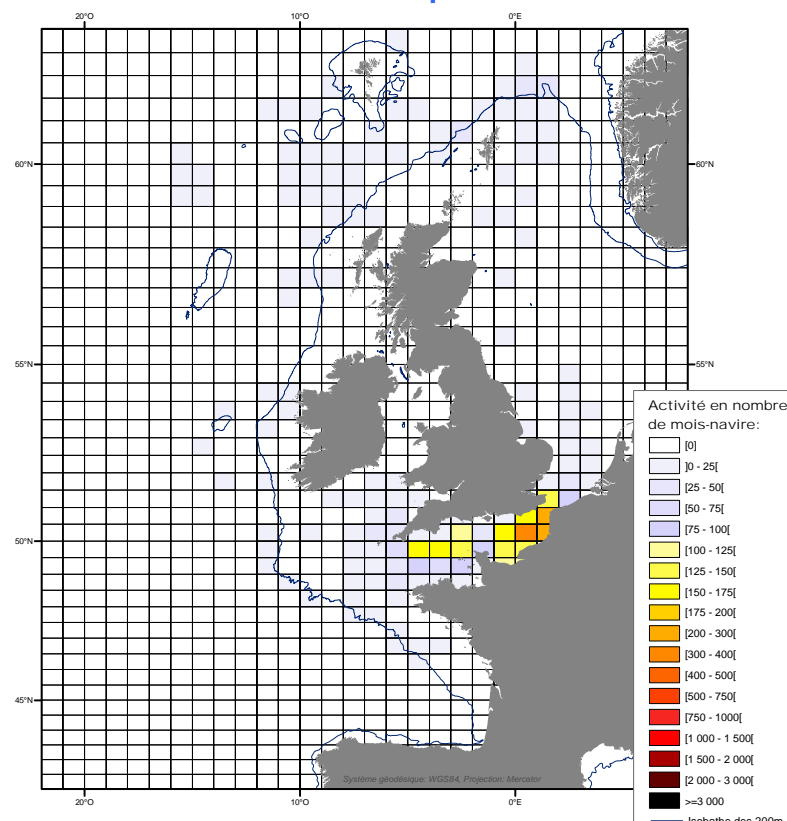 20°O
10°O
0°E
60°N
60°N
55°N
55°N
50°N
45°N
Activité en nombre
de mois-navire:
[0]
]0 - 25[
[25 - 50[
[50 - 75[
[75 - 100[
[100 - 125[
[125 - 150[
[150 - 175[
[175 - 200[
[200 - 300[
[300 - 400[
[400 - 500[
[500 - 750[
[750 - 1000[
[1 000 - 1 500[
[1 500 - 2 000[
[2 000 - 3 000[
>=3 000
Isobathe des 200m
Système géodésique: WGS84, Projection: Mercator
20°O
10°O
0°E